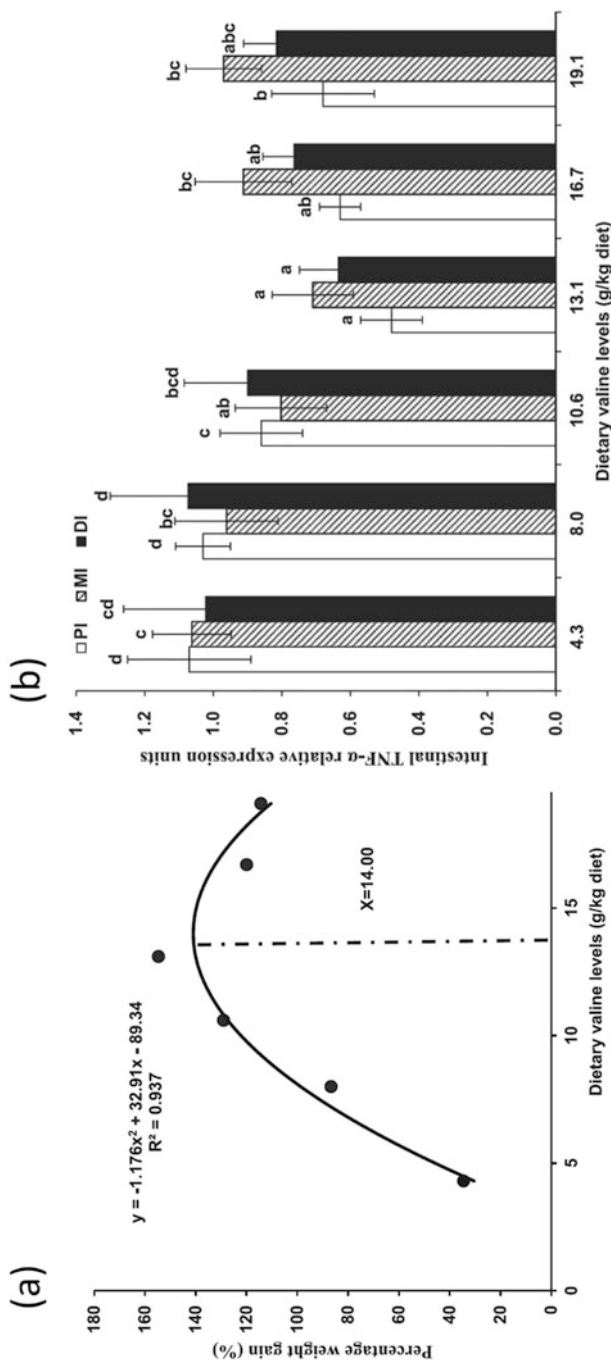 (a)
y = -1.176x² + 32.91x - 89.34
R² = 0.937
X=14.00
Percentage weight gain (%)
180
160
140
120
100
80
60
40
20
0
0 5 10 15
Dietary valine levels (g/kg diet)
(b)
PI MI DI
Intestinal TNF-α relative expression units
1.4
1.2
1.0
0.8
0.6
0.4
0.2
0.0
d c cd
d bc d
c ab bcd
a a a
ab bc ab
b bc abc
4.3 8.0 10.6 13.1 16.7 19.1
Dietary valine levels (g/kg diet)